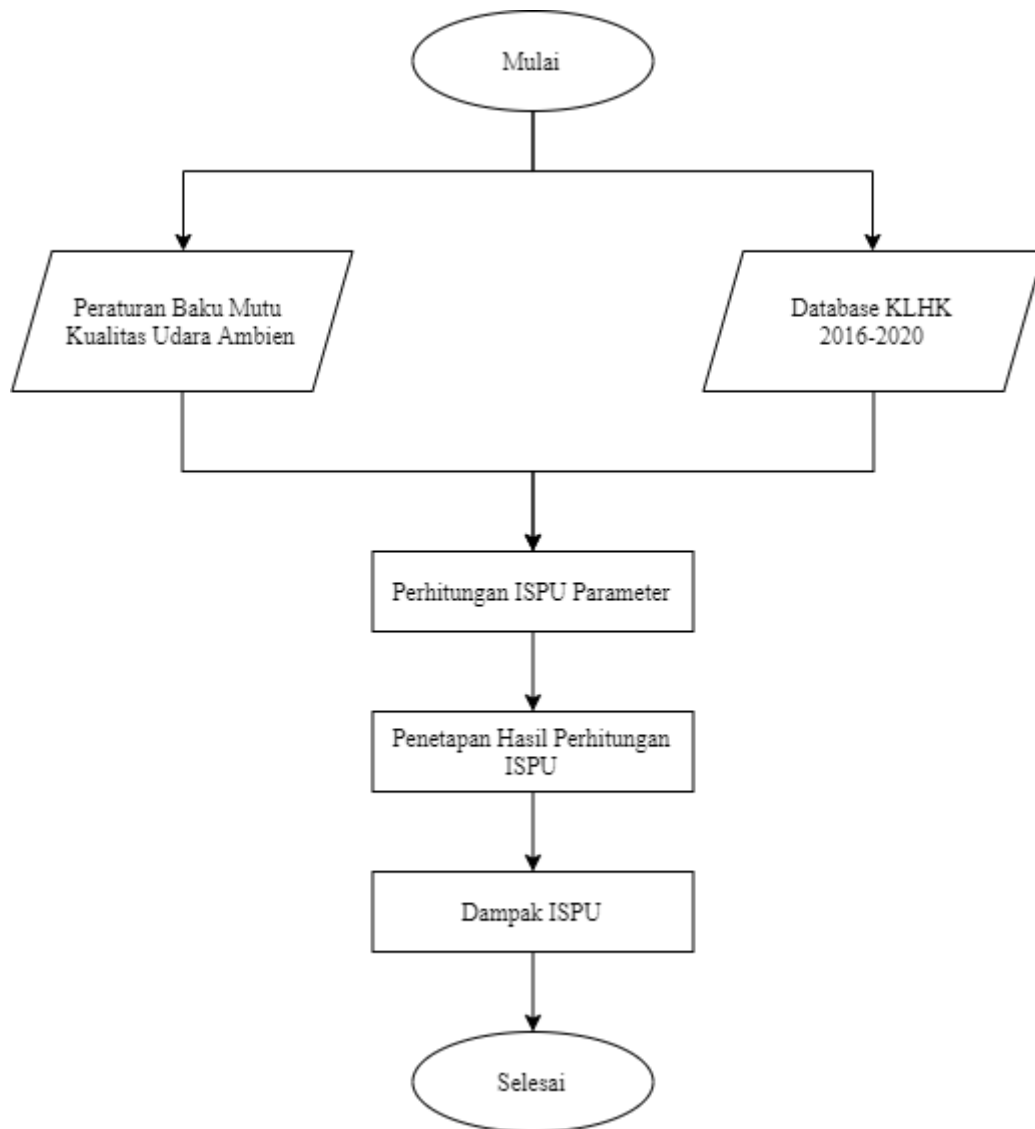 Mulai
Peraturan Baku Mutu
Kualitas Udara Ambien
Database KLHK
2016-2020
Perhitungan ISPU Parameter
Penetapan Hasil Perhitungan
ISPU
Dampak ISPU
Selesai